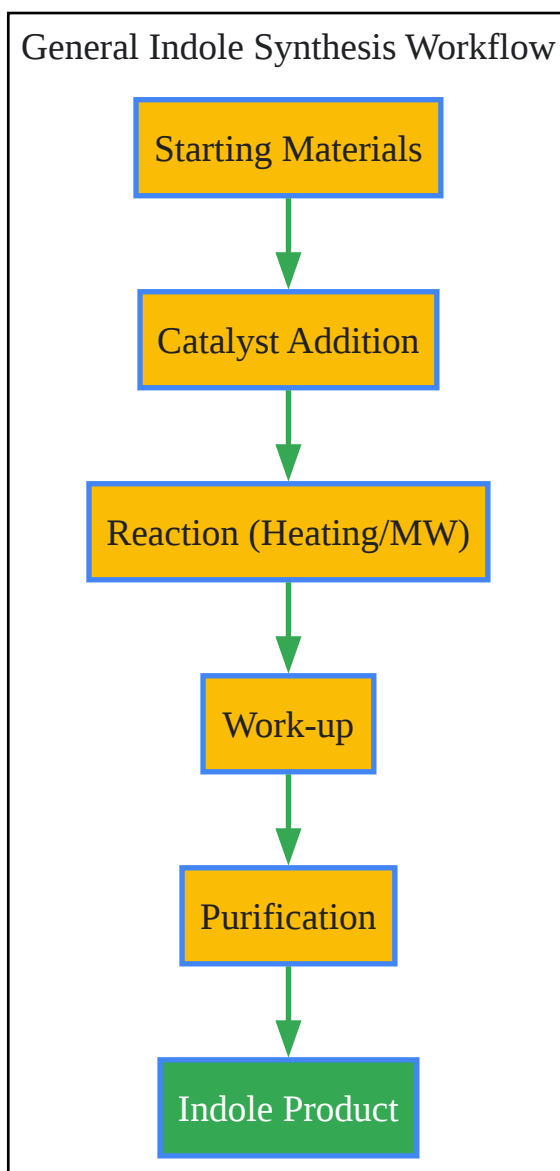 General Indole Synthesis Workflow
Starting Materials
Catalyst Addition
Reaction (Heating/MW)
Work-up
Purification
Indole Product